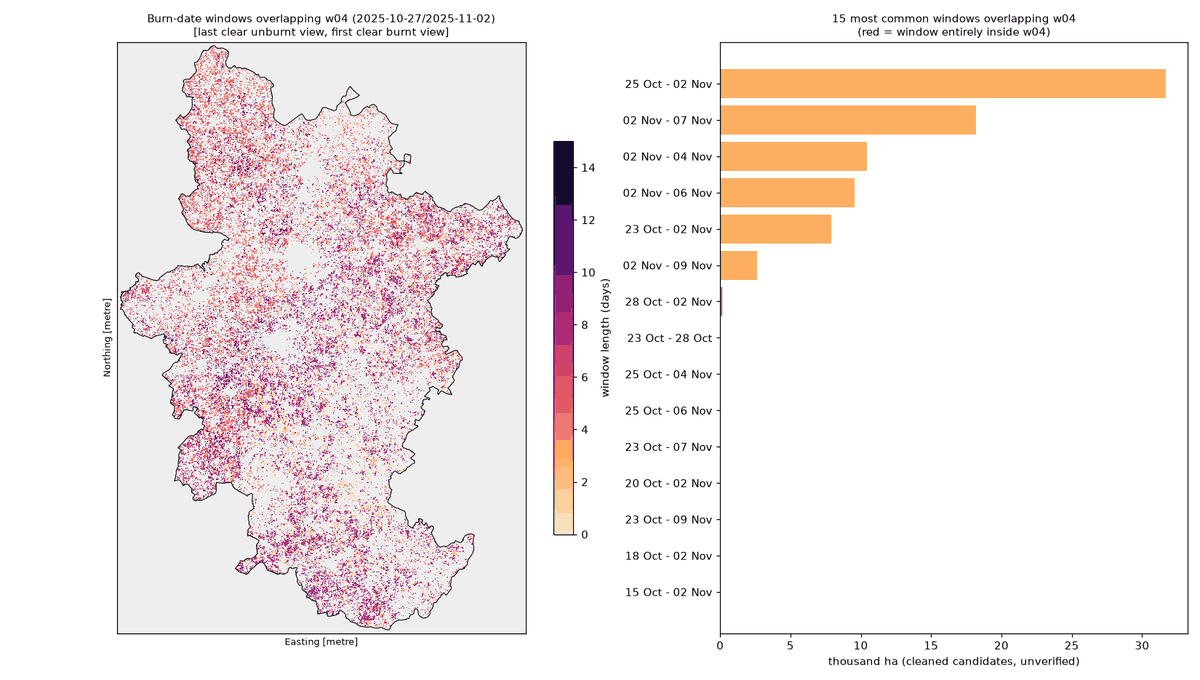 Burn-date windows overlapping w04 (2025-10-27/2025-11-02)
[last clear unburnt view, first clear burnt view]
Northing [metre]
Easting [metre]
14
12
10
8
6
4
2
0
window length (days)
15 most common windows overlapping w04
(red = window entirely inside w04)
25 Oct - 02 Nov
02 Nov - 07 Nov
02 Nov - 04 Nov
02 Nov - 06 Nov
23 Oct - 02 Nov
02 Nov - 09 Nov
28 Oct - 02 Nov
23 Oct - 28 Oct
25 Oct - 04 Nov
25 Oct - 06 Nov
23 Oct - 07 Nov
20 Oct - 02 Nov
23 Oct - 09 Nov
18 Oct - 02 Nov
15 Oct - 02 Nov
0 5 10 15 20 25 30
thousand ha (cleaned candidates, unverified)